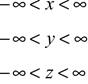 −∞ < x < ∞
−∞ < y < ∞
−∞ < z < ∞